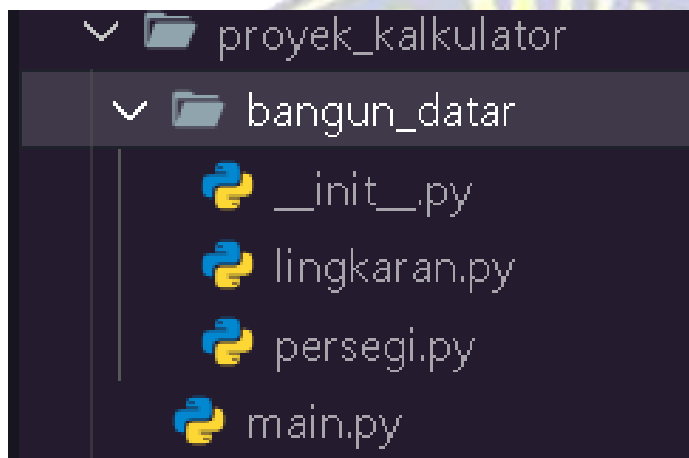 proyek_kalkulator
bangun_datar
__init__.py
lingkaran.py
persegi.py
main.py